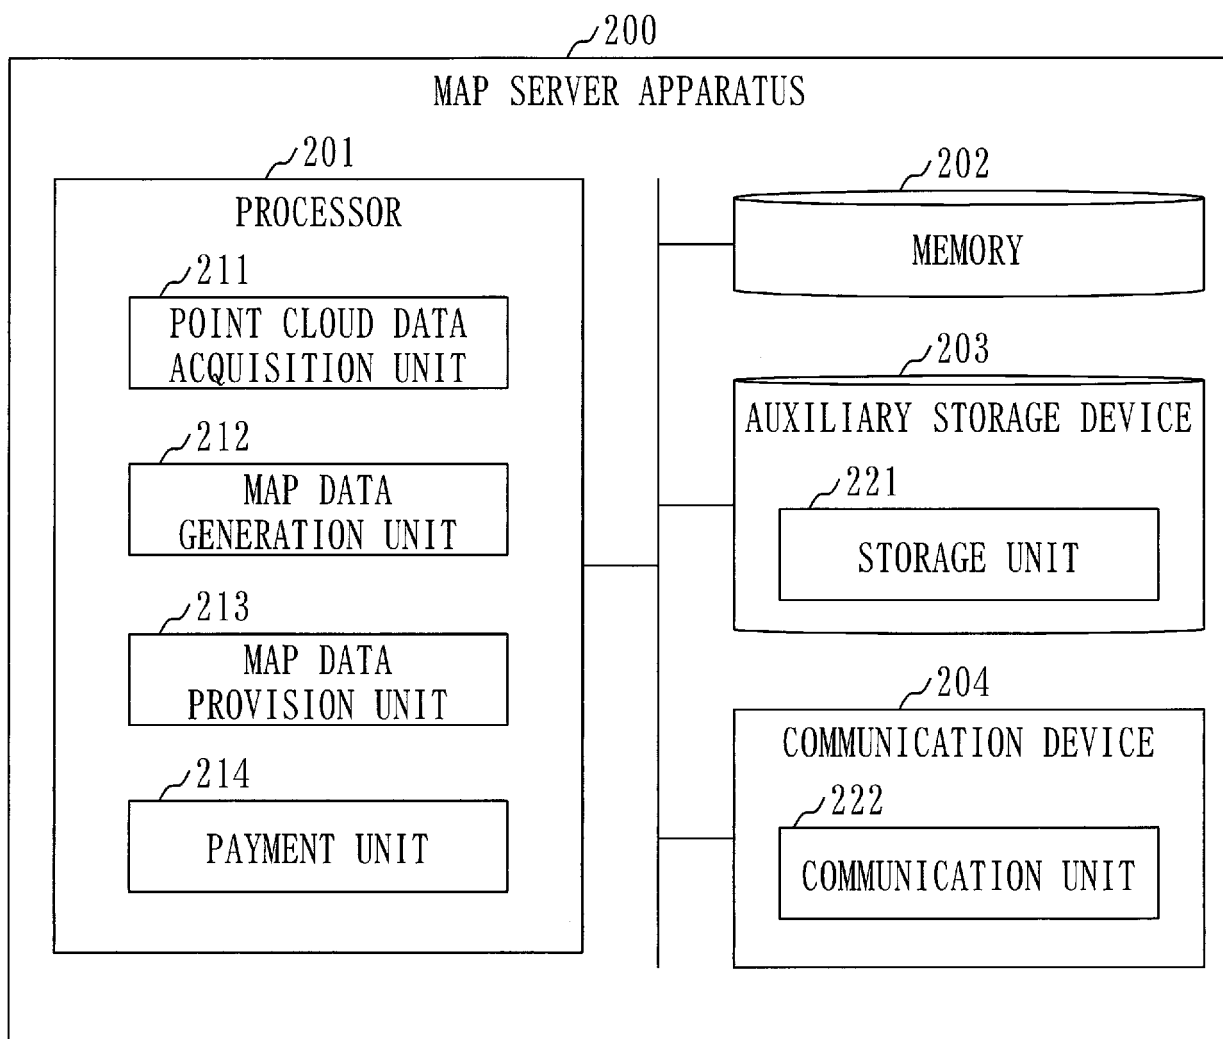 200
MAP SERVER APPARATUS
201
PROCESSOR
211
POINT CLOUD DATA
ACQUISITION UNIT
212
MAP DATA
GENERATION UNIT
213
MAP DATA
PROVISION UNIT
214
PAYMENT UNIT
202
MEMORY
203
AUXILIARY STORAGE DEVICE
221
STORAGE UNIT
204
COMMUNICATION DEVICE
222
COMMUNICATION UNIT